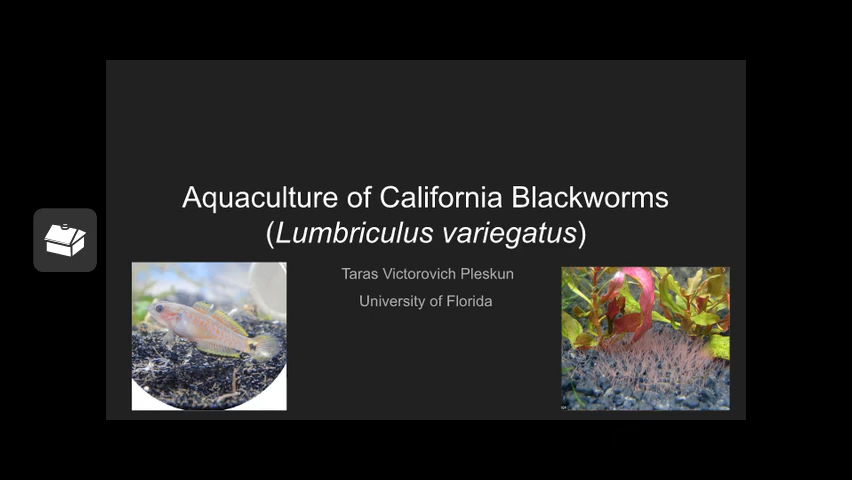 Aquaculture of California Blackworms
(Lumbriculus variegatus)
Taras Victorovich Pleskun
University of Florida